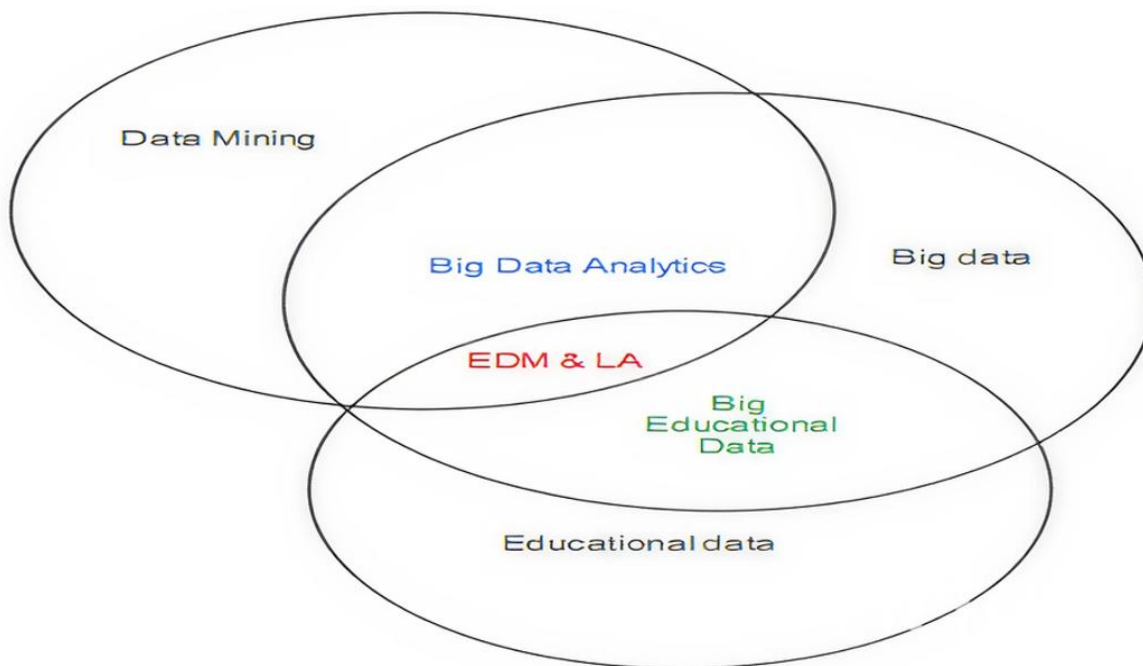 Data Mining
Big data
Big Data Analytics
EDM & LA
Big
Educational
Data
Educational data